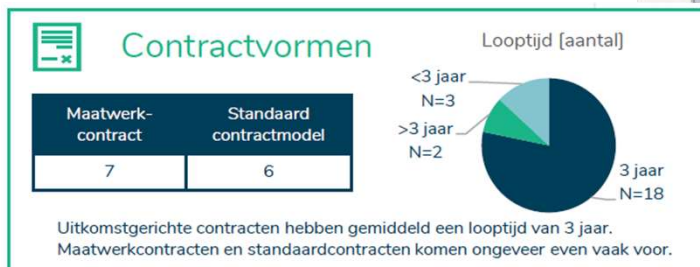 Contractvormen
Maatwerk-
contract
Standaard
contractmodel
7
6
Looptijd [aantal]
<3 jaar
N=3
>3 jaar
N=2
3 jaar
N=18
Uitkomstgerichte contracten hebben gemiddeld een looptijd van 3 jaar.
Maatwerkcontracten en standaardcontracten komen ongeveer even vaak voor.